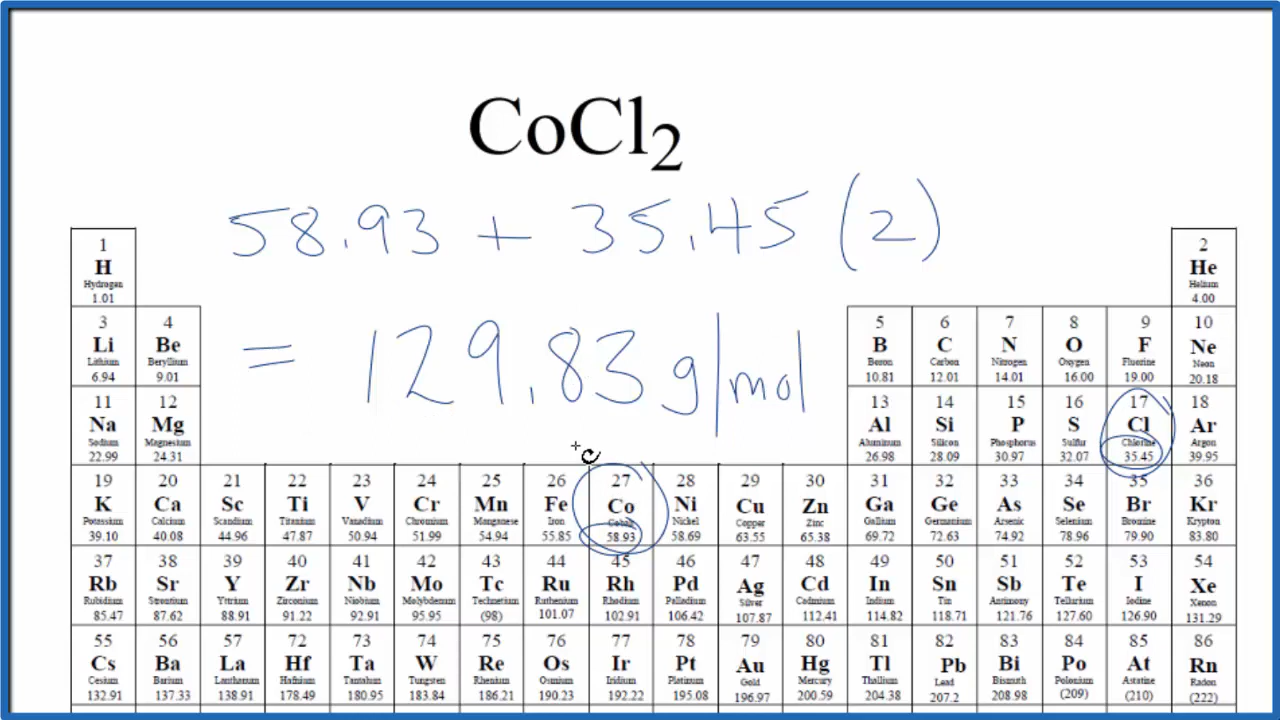 CoCl₂
58.93 + 35.45 (2)
1 2
H He
Hydrogen Helium
1.01 4.00
= 129.83 g/mol
3 4 5 6 7 8 9 10
Li Be B C N O F Ne
Lithium Beryllium Boron Carbon Nitrogen Oxygen Fluorine Neon
6.94 9.01 10.81 12.01 14.01 16.00 19.00 20.18
11 12 13 14 15 16 17 18
Na Mg Al Si P S Cl Ar
Sodium Magnesium Aluminum Silicon Phosphorus Sulfur Chlorine Argon
22.99 24.31 26.98 28.09 30.97 32.07 35.45 39.95
19 20 21 22 23 24 25 26 27 28 29 30 31 32 33 34 35 36
K Ca Sc Ti V Cr Mn Fe Co Ni Cu Zn Ga Ge As Se Br Kr
Potassium Calcium Scandium Titanium Vanadium Chromium Manganese Iron Cobalt Nickel Copper Zinc Gallium Germanium Arsenic Selenium Bromine Krypton
39.10 40.08 44.96 47.87 50.94 51.99 54.94 55.85 58.93 58.69 63.55 65.38 69.72 72.63 74.92 78.96 79.90 83.80
37 38 39 40 41 42 43 44 45 46 47 48 49 50 51 52 53 54
Rb Sr Y Zr Nb Mo Tc Ru Rh Pd Ag Cd In Sn Sb Te I Xe
Rubidium Strontium Yttrium Zirconium Niobium Molybdenum Technetium Ruthenium Rhodium Palladium Silver Cadmium Indium Tin Antimony Tellurium Iodine Xenon
85.47 87.62 88.91 91.22 92.91 95.95 (98) 101.07 102.91 106.42 107.87 112.41 114.82 118.71 121.76 127.60 126.90 131.29
55 56 57 72 73 74 75 76 77 78 79 80 81 82 83 84 85 86
Cs Ba La Hf Ta W Re Os Ir Pt Au Hg Tl Pb Bi Po At Rn
Cesium Barium Lanthanum Hafnium Tantalum Tungsten Rhenium Osmium Iridium Platinum Gold Mercury Thallium Lead Bismuth Polonium Astatine Radon
132.91 137.33 138.91 178.49 180.95 183.84 186.21 190.23 192.22 195.08 196.97 200.59 204.38 207.2 208.98 (209) (210) (222)